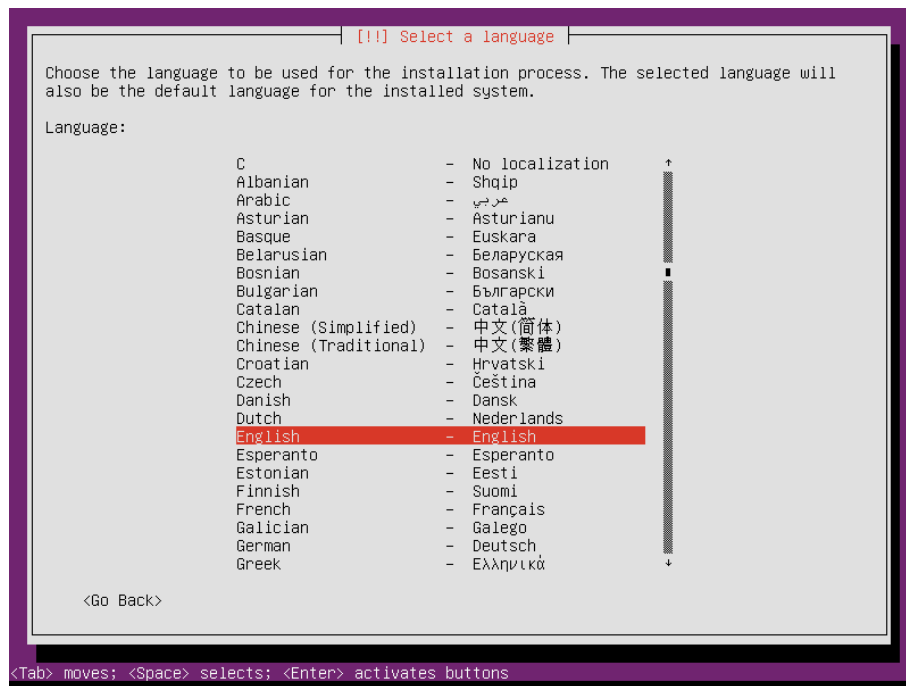 [!!] Select a language
Choose the language to be used for the installation process. The selected language will
also be the default language for the installed system.
Language:
C - No localization
Albanian - Shqip
Arabic - عربي
Asturian - Asturianu
Basque - Euskara
Belarusian - Беларуская
Bosnian - Bosanski
Bulgarian - Български
Catalan - Català
Chinese (Simplified) - 中文(简体)
Chinese (Traditional) - 中文(繁體)
Croatian - Hrvatski
Czech - Čeština
Danish - Dansk
Dutch - Nederlands
English - English
Esperanto - Esperanto
Estonian - Eesti
Finnish - Suomi
French - Français
Galician - Galego
German - Deutsch
Greek - Ελληνικά
<Go Back>
<Tab> moves; <Space> selects; <Enter> activates buttons